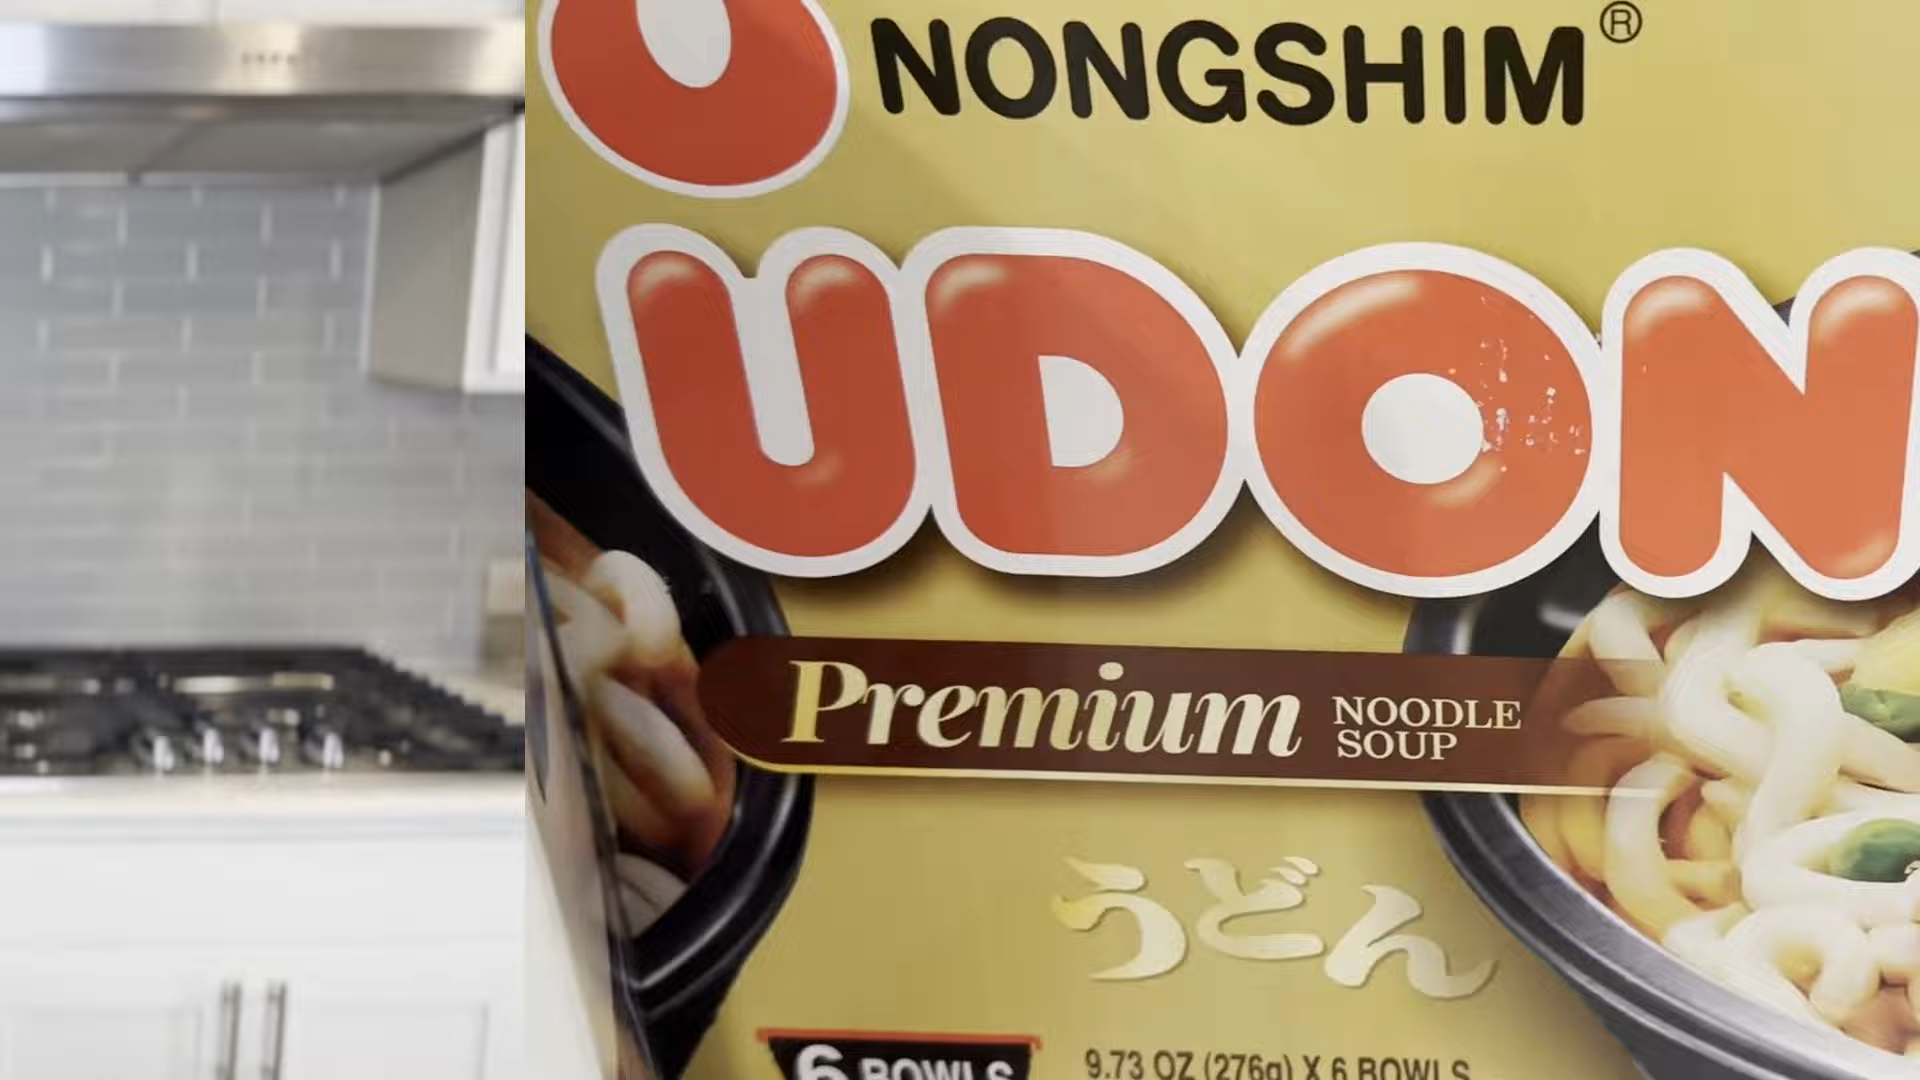 NONGSHIM®
UDON
Premium NOODLE SOUP
うどん
6 BOWLS
9.73 OZ (276g) X 6 BOWLS